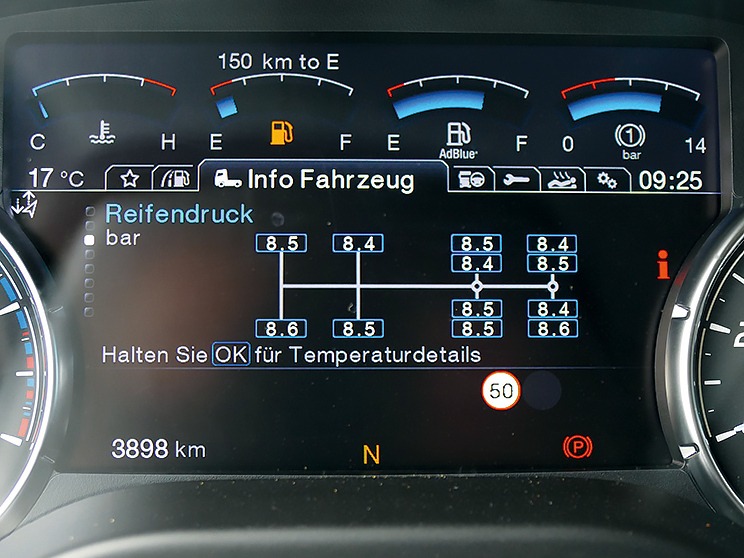 150 km to E
C H E F E F 0 14
AdBlue®
1
bar
17 °C Info Fahrzeug 09:25
Reifendruck
bar
8.5 8.4 8.5 8.4
8.4 8.5
i
8.5 8.4
8.6 8.5 8.5 8.6
Halten Sie OK für Temperaturdetails
50
3898 km N P